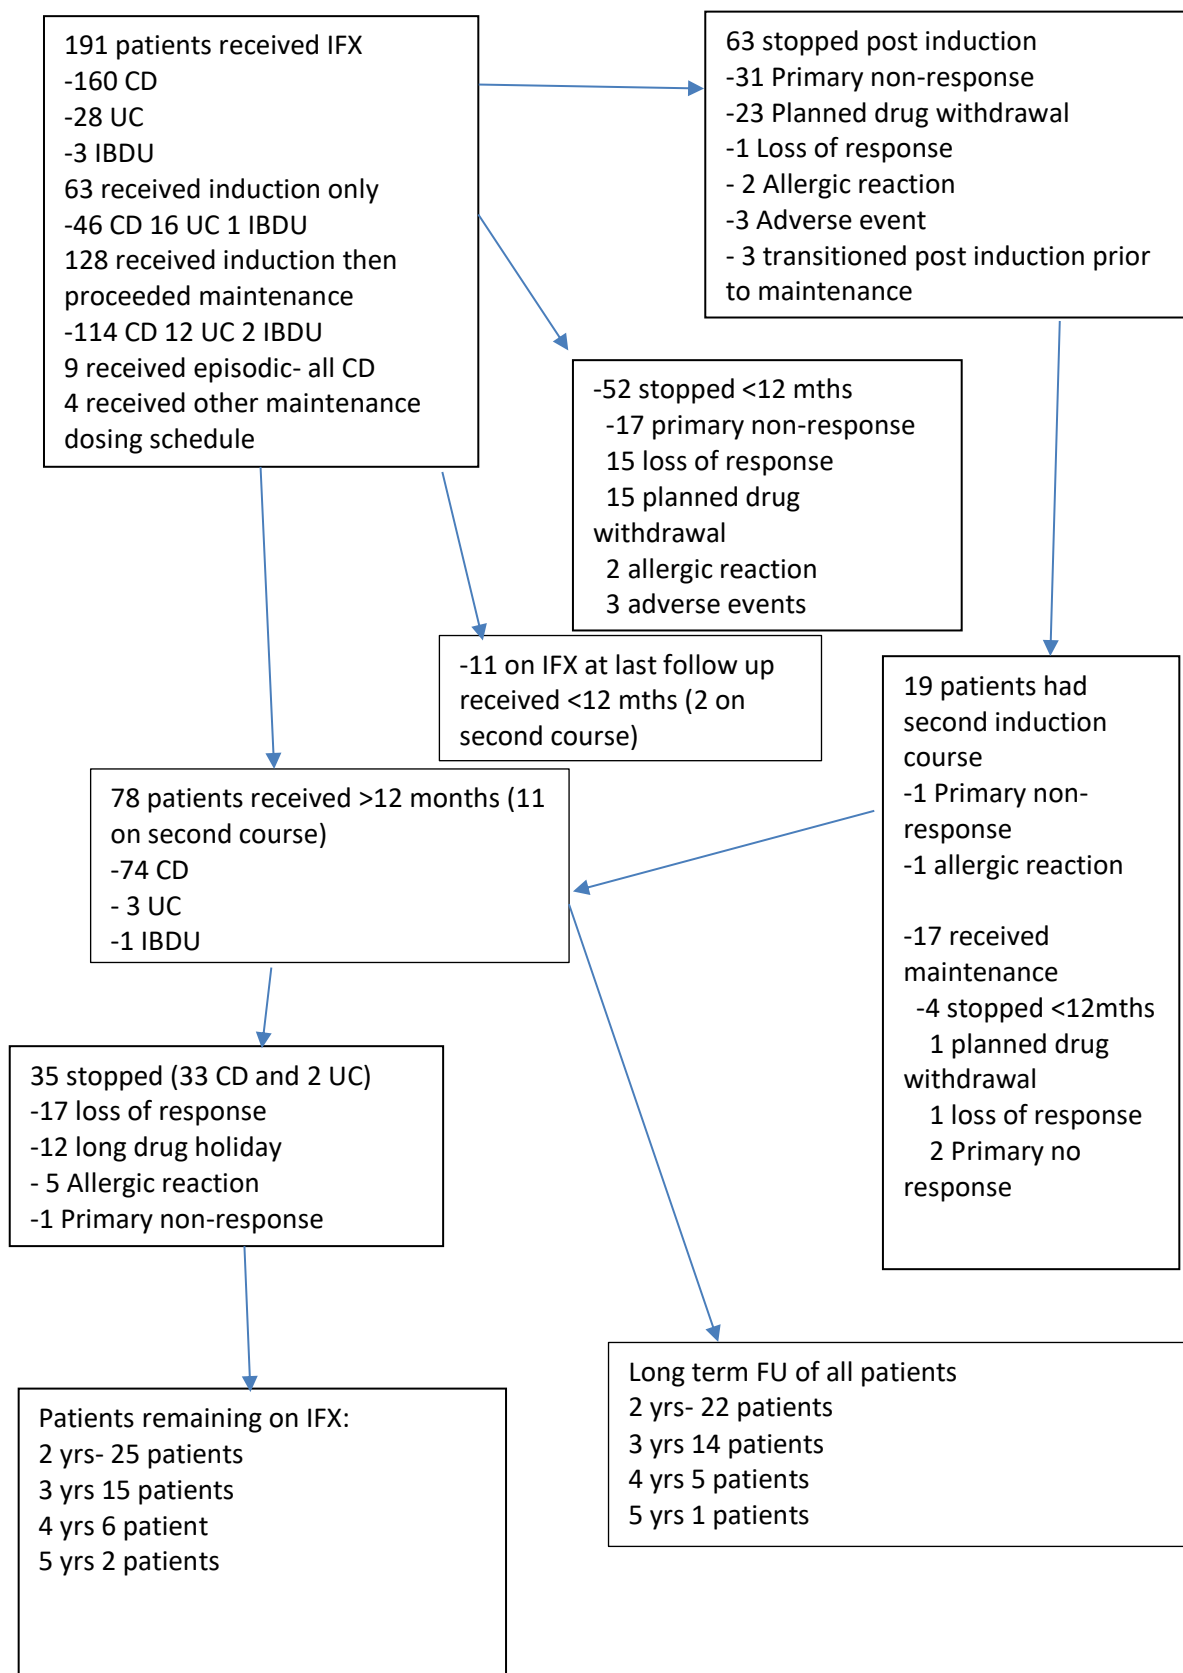 191 patients received IFX
-160 CD
-28 UC
-3 IBDU
63 received induction only
-46 CD 16 UC 1 IBDU
128 received induction then
proceeded maintenance
-114 CD 12 UC 2 IBDU
9 received episodic- all CD
4 received other maintenance
dosing schedule
63 stopped post induction
-31 Primary non-response
-23 Planned drug withdrawal
-1 Loss of response
- 2 Allergic reaction
-3 Adverse event
- 3 transitioned post induction prior
to maintenance
-52 stopped <12 mths
-17 primary non-response
15 loss of response
15 planned drug
withdrawal
2 allergic reaction
3 adverse events
-11 on IFX at last follow up
received <12 mths (2 on
second course)
19 patients had
second induction
course
-1 Primary non-
response
-1 allergic reaction
-17 received
maintenance
-4 stopped <12mths
1 planned drug
withdrawal
1 loss of response
2 Primary no
response
78 patients received >12 months (11
on second course)
-74 CD
- 3 UC
-1 IBDU
35 stopped (33 CD and 2 UC)
-17 loss of response
-12 long drug holiday
- 5 Allergic reaction
-1 Primary non-response
Long term FU of all patients
2 yrs- 22 patients
3 yrs 14 patients
4 yrs 5 patients
5 yrs 1 patients
Patients remaining on IFX:
2 yrs- 25 patients
3 yrs 15 patients
4 yrs 6 patient
5 yrs 2 patients